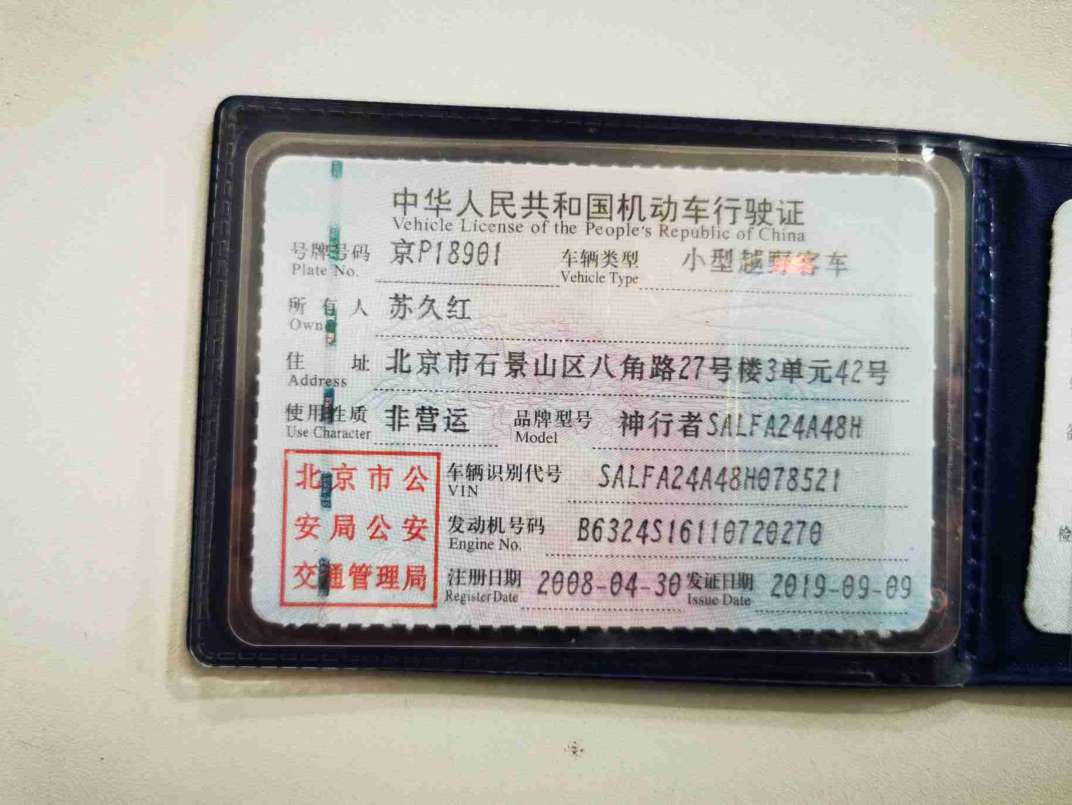 中华人民共和国机动车行驶证
Vehicle License of the People's Republic of China
号牌号码 京P18901 车辆类型 小型越野客车
Plate No. Vehicle Type
所有人 苏久红
Owner
住址 北京市石景山区八角路27号楼3单元42号
Address
使用性质 非营运 品牌型号 神行者SALFA24A48H
Use Character Model
北京市公
安局公安
交通管理局
车辆识别代号 SALFA24A48H078521
VIN
发动机号码 B6324S16110720270
Engine No.
注册日期 2008-04-30 发证日期 2019-09-09
Register Date Issue Date
检